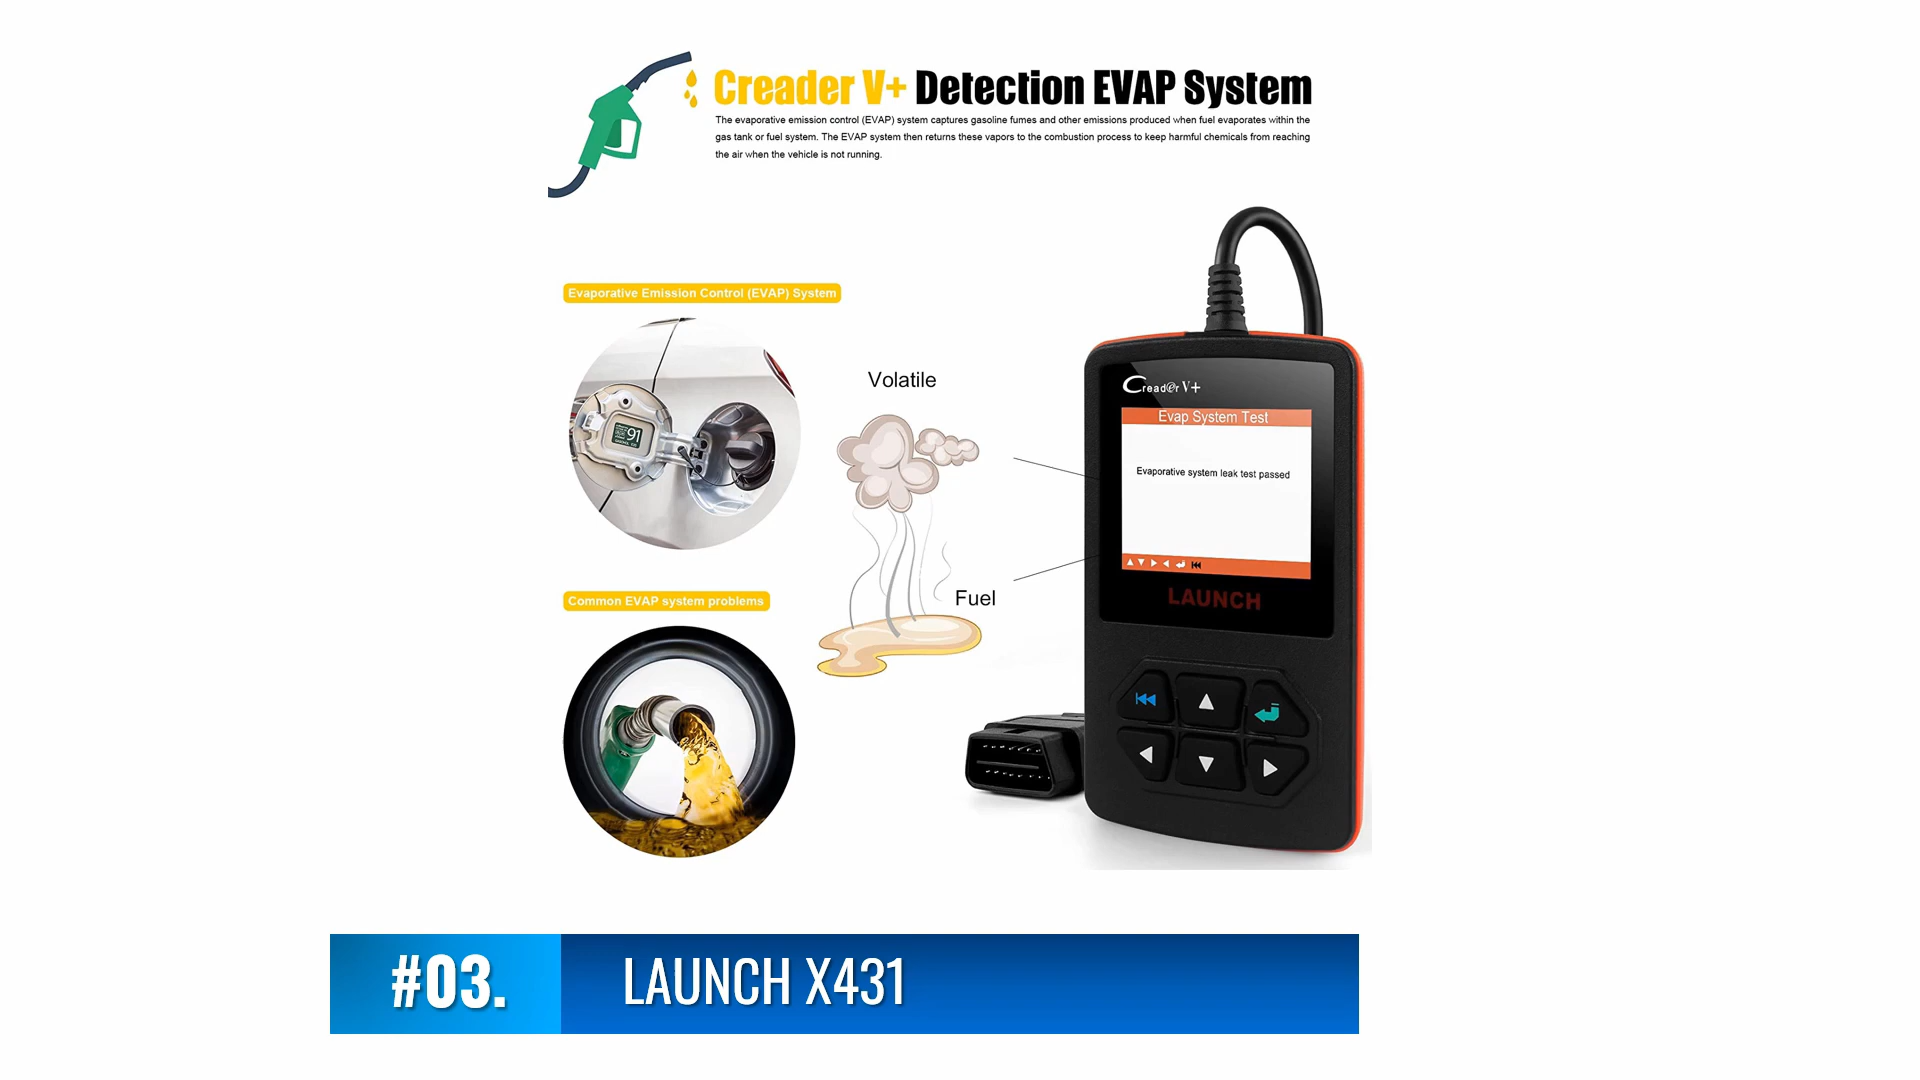 Creader V+ Detection EVAP System
The evaporative emission control (EVAP) system captures gasoline fumes and other emissions produced when fuel evaporates within the
gas tank or fuel system. The EVAP system then returns these vapors to the combustion process to keep harmful chemicals from reaching
the air when the vehicle is not running.
Evaporative Emission Control (EVAP) System
91
Volatile
Creader V+
Evap System Test
Evaporative system leak test passed
Fuel
LAUNCH
Common EVAP system problems
#03.
LAUNCH X431